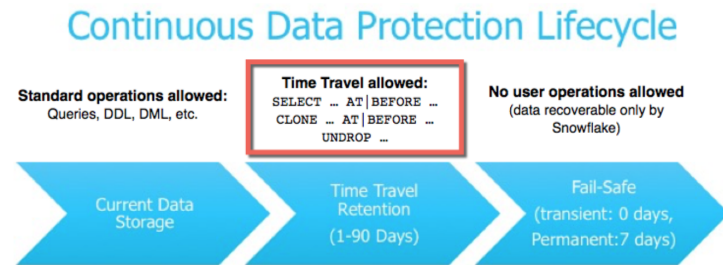 Continuous Data Protection Lifecycle
Standard operations allowed:
Queries, DDL, DML, etc.
Time Travel allowed:
SELECT … AT|BEFORE …
CLONE … AT|BEFORE …
UNDROP …
No user operations allowed
(data recoverable only by
Snowflake)
Current Data
Storage
Time Travel
Retention
(1-90 Days)
Fail-Safe
(transient: 0 days,
Permanent:7 days)